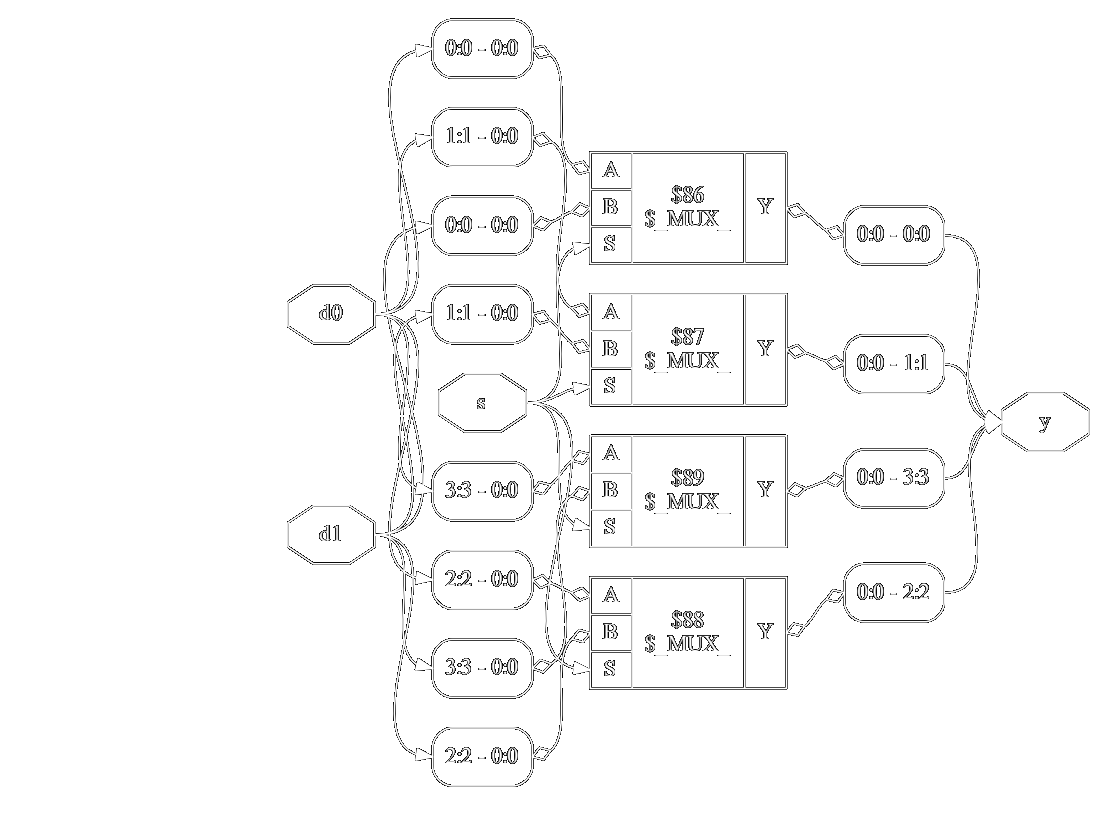 0:0 - 0:0
1:1 - 0:0
0:0 - 0:0
1:1 - 0:0
d0
s
3:3 - 0:0
d1
2:2 - 0:0
3:3 - 0:0
2:2 - 0:0
A
B
S
$86
$_MUX_
Y
A
B
S
$87
$_MUX_
Y
A
B
S
$89
$_MUX_
Y
A
B
S
$88
$_MUX_
Y
0:0 - 0:0
0:0 - 1:1
0:0 - 3:3
0:0 - 2:2
y